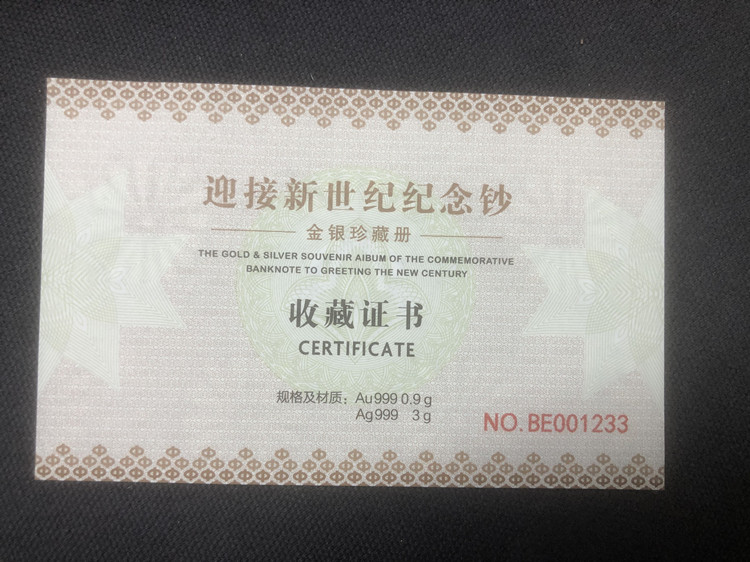 迎接新世纪纪念钞
金银珍藏册
THE GOLD & SILVER SOUVENIR AIBUM OF THE COMMEMORATIVE
BANKNOTE TO GREETING THE NEW CENTURY
收藏证书
CERTIFICATE
规格及材质：Au999 0.9g
Ag999 3g
NO.BE001233